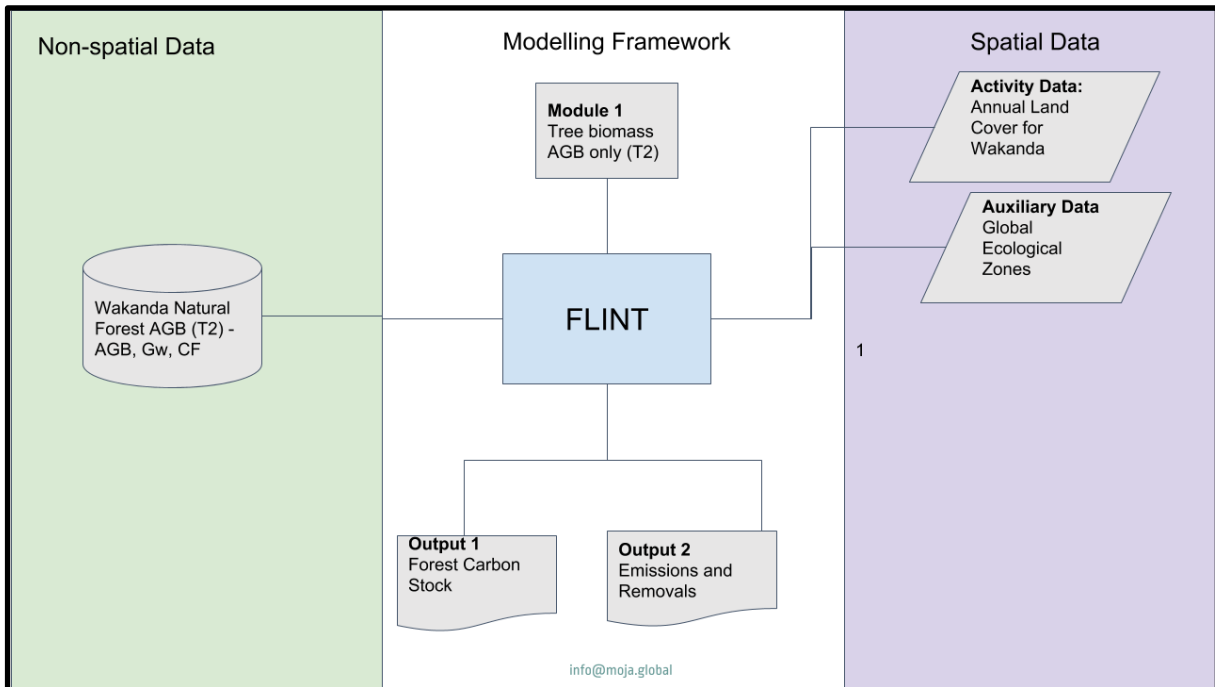 Non-spatial Data
Modelling Framework
Spatial Data
Module 1
Tree biomass
AGB only (T2)
Activity Data:
Annual Land
Cover for
Wakanda
Auxiliary Data
Global
Ecological
Zones
Wakanda Natural
Forest AGB (T2) -
AGB, Gw, CF
FLINT
1
Output 1
Forest Carbon
Stock
Output 2
Emissions and
Removals
info@moja.global